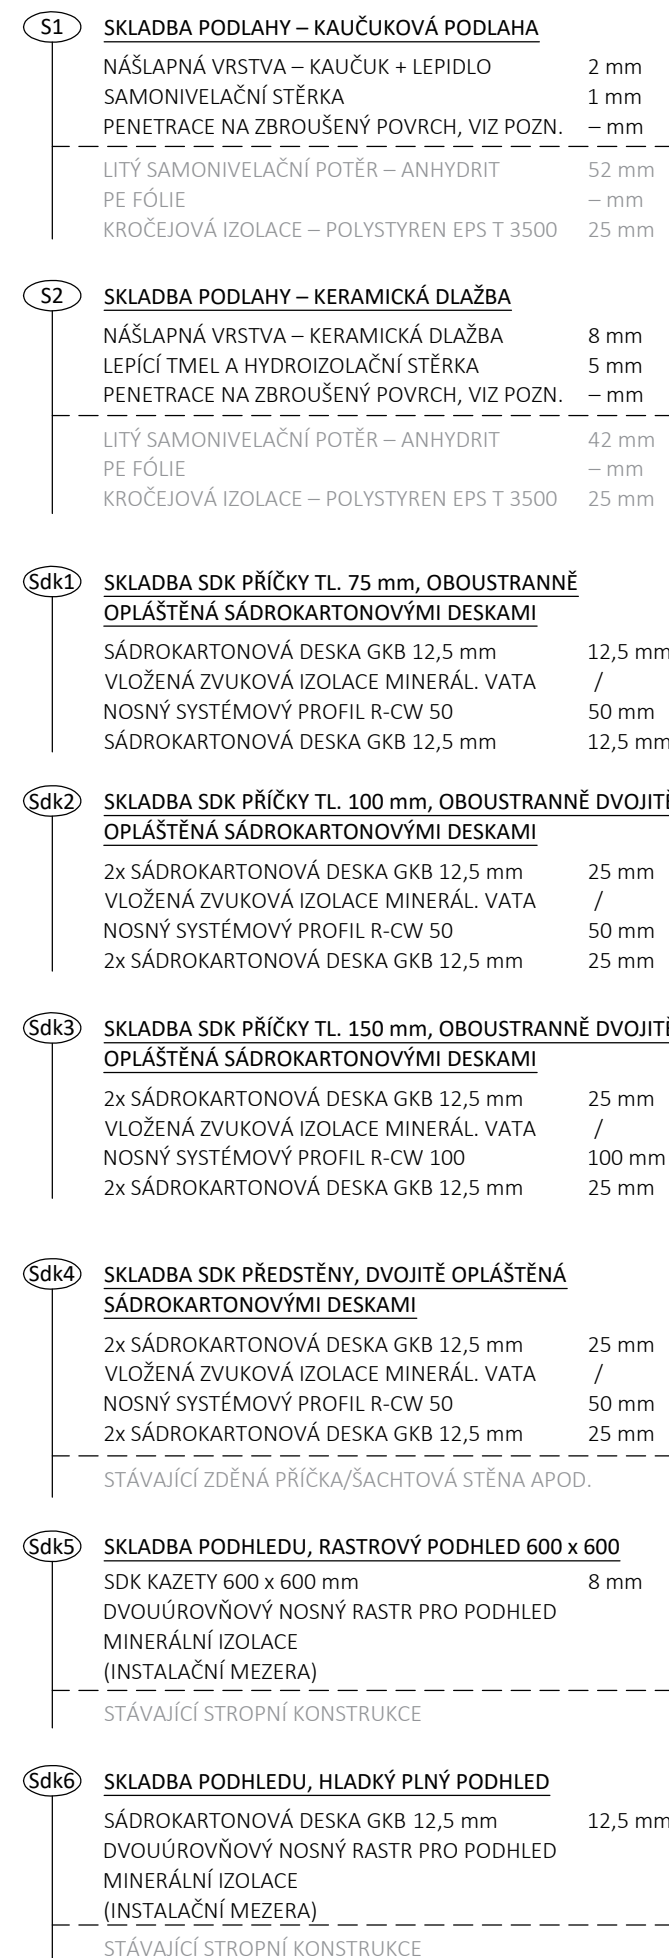 S1 SKLADBA PODLAHY – KAUČUKOVÁ PODLAHA
NÁŠLAPNÁ VRSTVA – KAUČUK + LEPIDLO 2 mm
SAMONIVELAČNÍ STĚRKA 1 mm
PENETRACE NA ZBROUŠENÝ POVRCH, VIZ POZN. – mm
LITÝ SAMONIVELAČNÍ POTĚR – ANHYDRIT 52 mm
PE FÓLIE – mm
KROČEJOVÁ IZOLACE – POLYSTYREN EPS T 3500 25 mm
S2 SKLADBA PODLAHY – KERAMICKÁ DLAŽBA
NÁŠLAPNÁ VRSTVA – KERAMICKÁ DLAŽBA 8 mm
LEPÍCÍ TMEL A HYDROIZOLAČNÍ STĚRKA 5 mm
PENETRACE NA ZBROUŠENÝ POVRCH, VIZ POZN. – mm
LITÝ SAMONIVELAČNÍ POTĚR – ANHYDRIT 42 mm
PE FÓLIE – mm
KROČEJOVÁ IZOLACE – POLYSTYREN EPS T 3500 25 mm
Sdk1 SKLADBA SDK PŘÍČKY TL. 75 mm, OBOUSTRANNĚ
OPLÁŠTĚNÁ SÁDROKARTONOVÝMI DESKAMI
SÁDROKARTONOVÁ DESKA GKB 12,5 mm 12,5 mm
VLOŽENÁ ZVUKOVÁ IZOLACE MINERÁL. VATA /
NOSNÝ SYSTÉMOVÝ PROFIL R-CW 50 50 mm
SÁDROKARTONOVÁ DESKA GKB 12,5 mm 12,5 mm
Sdk2 SKLADBA SDK PŘÍČKY TL. 100 mm, OBOUSTRANNĚ DVOJITĚ
OPLÁŠTĚNÁ SÁDROKARTONOVÝMI DESKAMI
2x SÁDROKARTONOVÁ DESKA GKB 12,5 mm 25 mm
VLOŽENÁ ZVUKOVÁ IZOLACE MINERÁL. VATA /
NOSNÝ SYSTÉMOVÝ PROFIL R-CW 50 50 mm
2x SÁDROKARTONOVÁ DESKA GKB 12,5 mm 25 mm
Sdk3 SKLADBA SDK PŘÍČKY TL. 150 mm, OBOUSTRANNĚ DVOJITĚ
OPLÁŠTĚNÁ SÁDROKARTONOVÝMI DESKAMI
2x SÁDROKARTONOVÁ DESKA GKB 12,5 mm 25 mm
VLOŽENÁ ZVUKOVÁ IZOLACE MINERÁL. VATA /
NOSNÝ SYSTÉMOVÝ PROFIL R-CW 100 100 mm
2x SÁDROKARTONOVÁ DESKA GKB 12,5 mm 25 mm
Sdk4 SKLADBA SDK PŘEDSTĚNY, DVOJITĚ OPLÁŠTĚNÁ
SÁDROKARTONOVÝMI DESKAMI
2x SÁDROKARTONOVÁ DESKA GKB 12,5 mm 25 mm
VLOŽENÁ ZVUKOVÁ IZOLACE MINERÁL. VATA /
NOSNÝ SYSTÉMOVÝ PROFIL R-CW 50 50 mm
2x SÁDROKARTONOVÁ DESKA GKB 12,5 mm 25 mm
STÁVAJÍCÍ ZDĚNÁ PŘÍČKA/ŠACHTOVÁ STĚNA APOD.
Sdk5 SKLADBA PODHLEDU, RASTROVÝ PODHLED 600 x 600
SDK KAZETY 600 x 600 mm 8 mm
DVOUÚROVŇOVÝ NOSNÝ RASTR PRO PODHLED
MINERÁLNÍ IZOLACE
(INSTALAČNÍ MEZERA)
STÁVAJÍCÍ STROPNÍ KONSTRUKCE
Sdk6 SKLADBA PODHLEDU, HLADKÝ PLNÝ PODHLED
SÁDROKARTONOVÁ DESKA GKB 12,5 mm 12,5 mm
DVOUÚROVŇOVÝ NOSNÝ RASTR PRO PODHLED
MINERÁLNÍ IZOLACE
(INSTALAČNÍ MEZERA)
STÁVAJÍCÍ STROPNÍ KONSTRUKCE